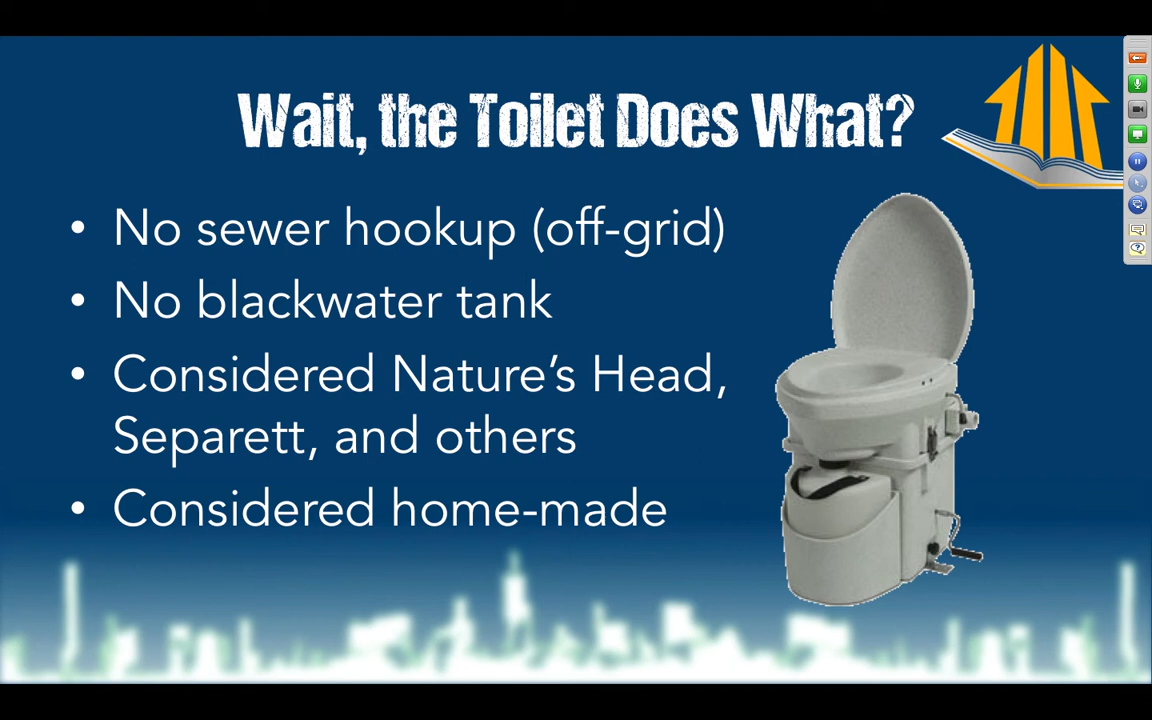 Wait, the Toilet Does What?
• No sewer hookup (off-grid)
• No blackwater tank
• Considered Nature's Head,
Separett, and others
• Considered home-made